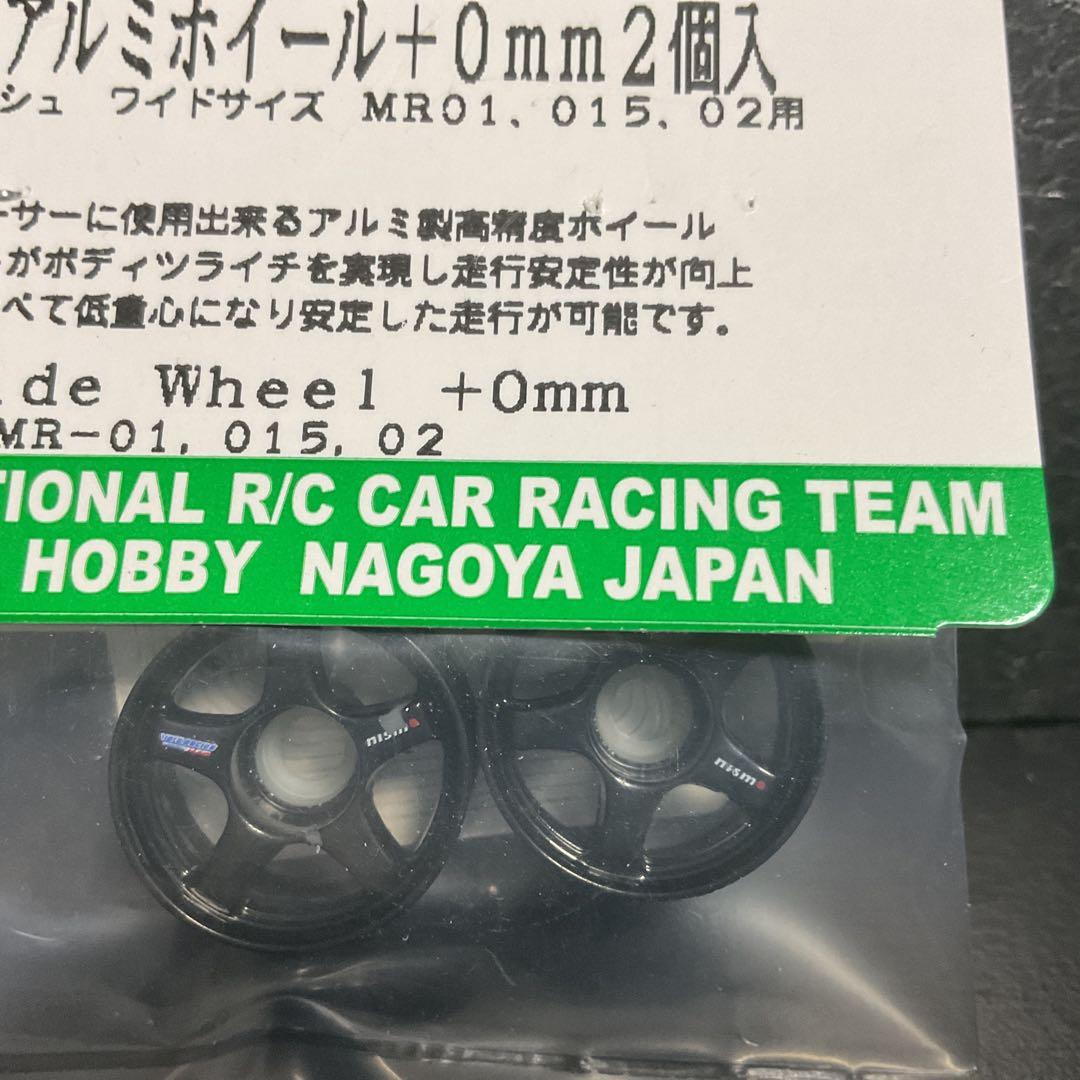 アルミホイール+0mm2個入
シュ ワイドサイズ MR01、015、02用
ーサーに使用出来るアルミ製高精度ホイール
がボディツライチを実現し走行安定性が向上
べて低重心になり安定した走行が可能です。
ide Wheel +0mm
MR-01, 015, 02
TIONAL R/C CAR RACING TEAM
HOBBY NAGOYA JAPAN
nismo
nismo